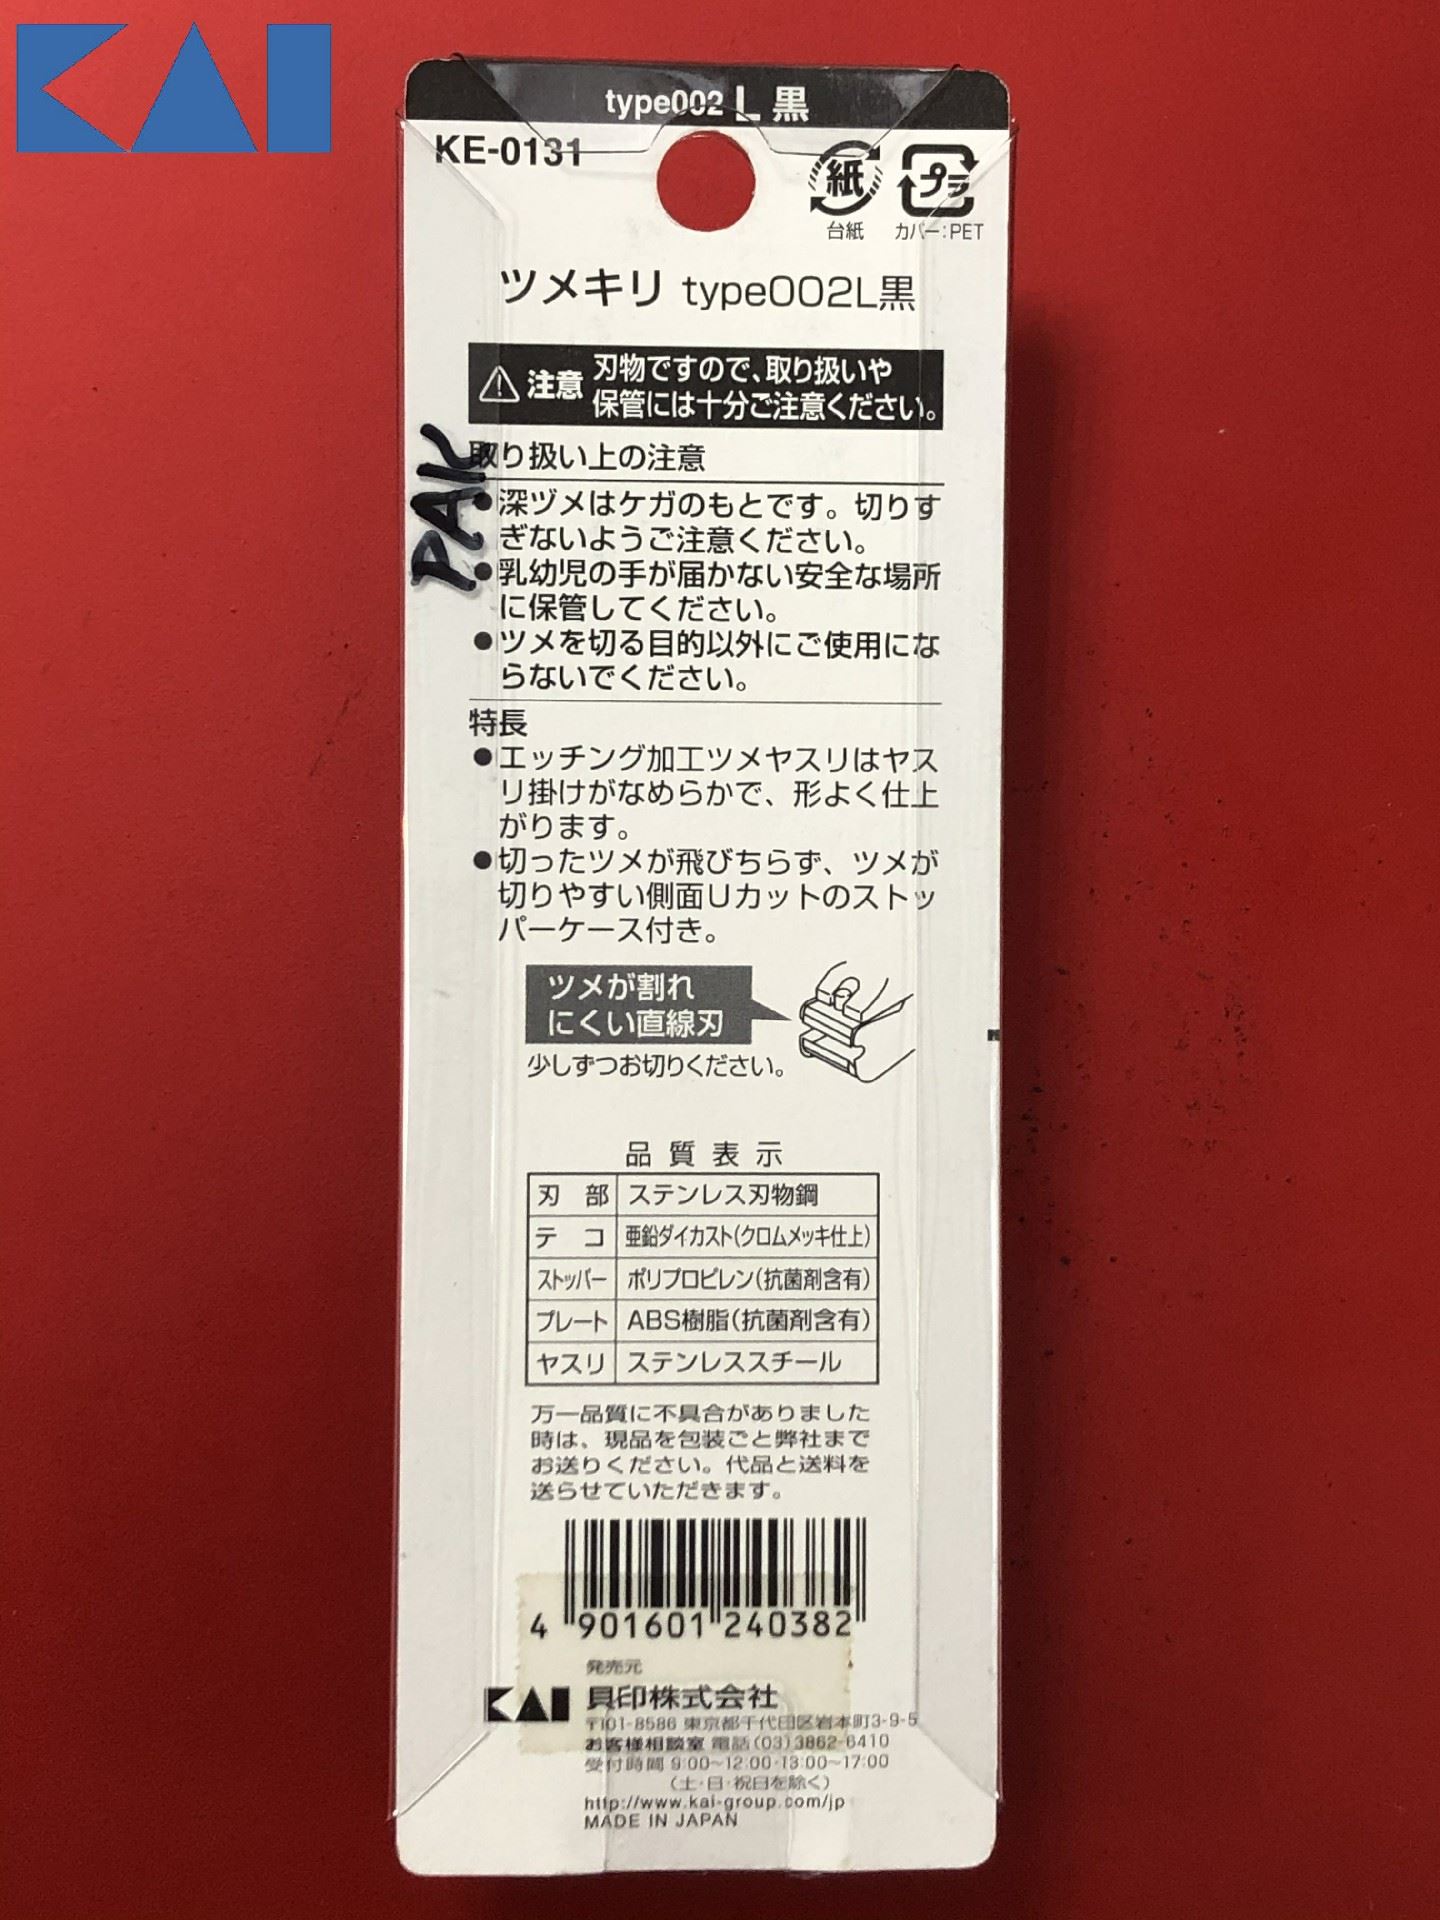 KAI
type002 L 黒
KE-0131
紙
プラ
台紙
カバー:PET
ツメキリ type002L黒
注意
刃物ですので、取り扱いや
保管には十分ご注意ください。
PAK
取り扱い上の注意
●深ヅメはケガのもとです。切りす
ぎないようご注意ください。
●乳幼児の手が届かない安全な場所
に保管してください。
●ツメを切る目的以外にご使用にな
らないでください。
特長
●エッチング加工ツメヤスリはヤス
リ掛けがなめらかで、形よく仕上
がります。
●切ったツメが飛びちらず、ツメが
切りやすい側面Uカットのストッ
パーケース付き。
ツメが割れ
にくい直線刃
少しずつお切りください。
品質表示
刃部 ステンレス刃物鋼
テコ 亜鉛ダイカスト(クロムメッキ仕上)
ストッパー ポリプロピレン(抗菌剤含有)
プレート ABS樹脂(抗菌剤含有)
ヤスリ ステンレススチール
万一品質に不具合がありました
時は、現品を包装ごと弊社まで
お送りください。代品と送料を
送らせていただきます。
4 901601 240382
発売元
KAI 貝印株式会社
〒101-8586 東京都千代田区岩本町3-9-5
お客様相談室 電話(03)3862-6410
受付時間 9:00~12:00・13:00~17:00
(土・日・祝日を除く)
http://www.kai-group.com/jp
MADE IN JAPAN